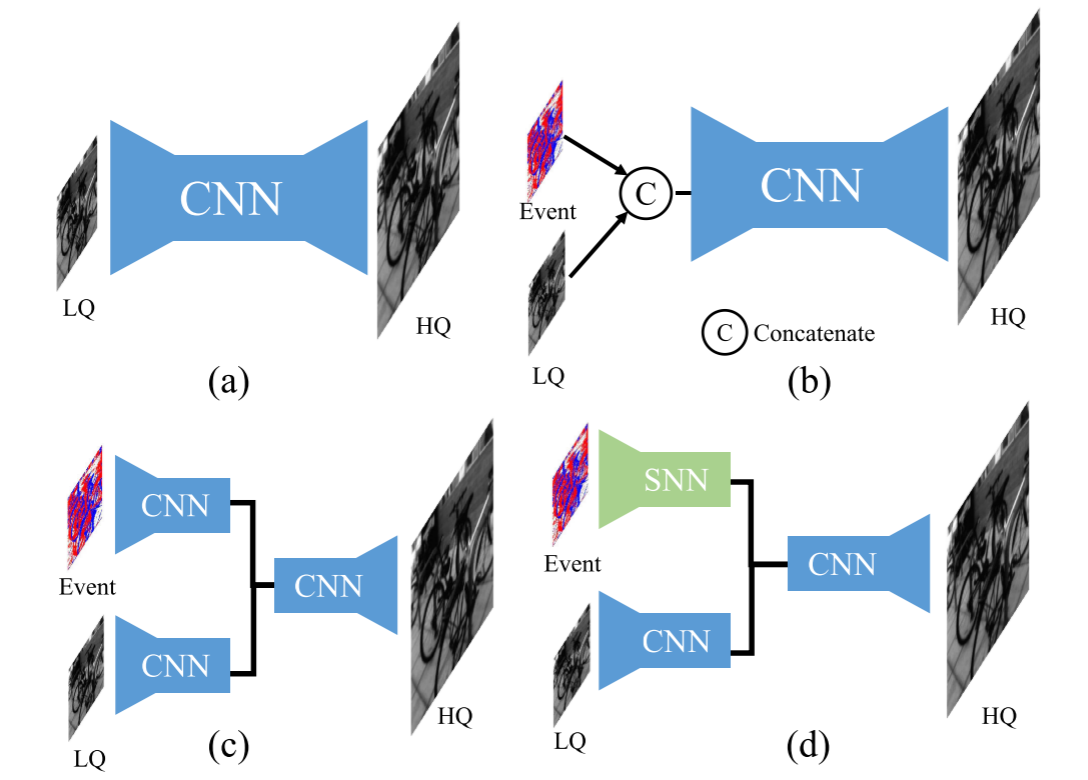 CNN
LQ
HQ
(a)
Event
C
CNN
LQ
HQ
C Concatenate
(b)
Event
CNN
CNN
CNN
LQ
HQ
(c)
Event
SNN
CNN
CNN
LQ
HQ
(d)